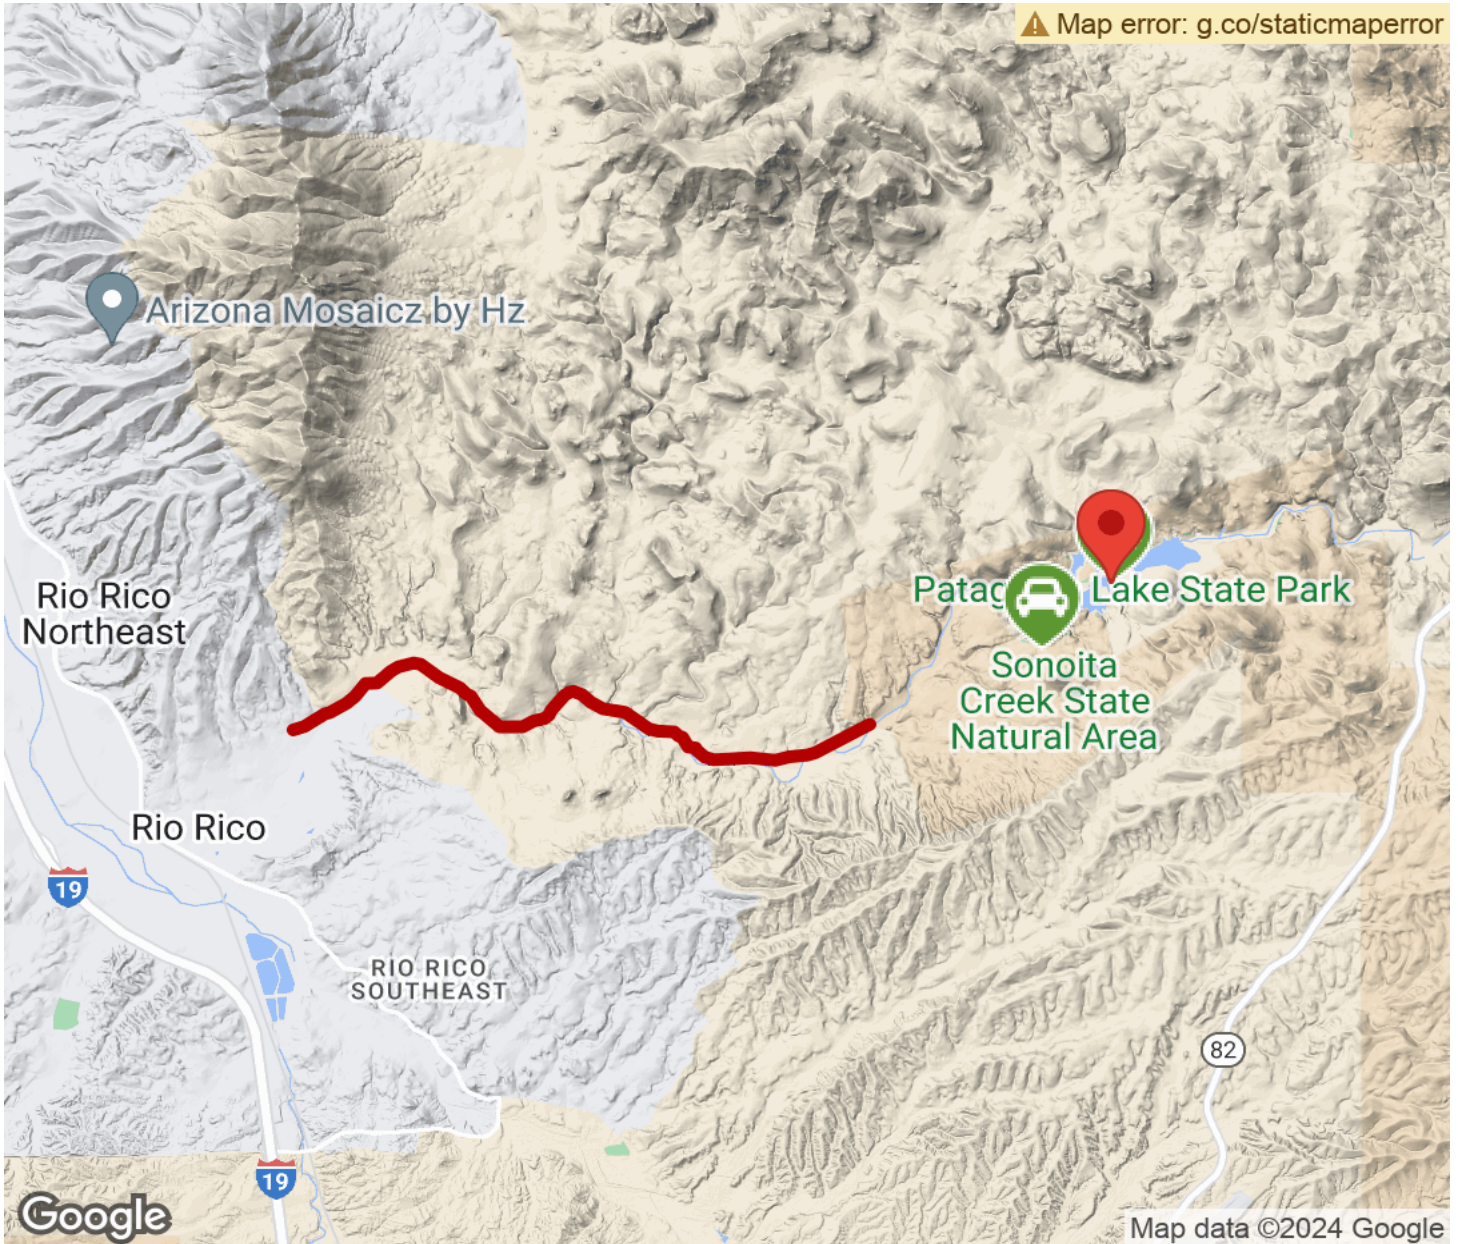 Map error: g.co/staticmaperror
Arizona Mosaicz by Hz
Rio Rico
Northeast
Patag Lake State Park
Sonoita
Creek State
Natural Area
Rio Rico
19
RIO RICO
SOUTHEAST
82
19
Google
Map data ©2024 Google